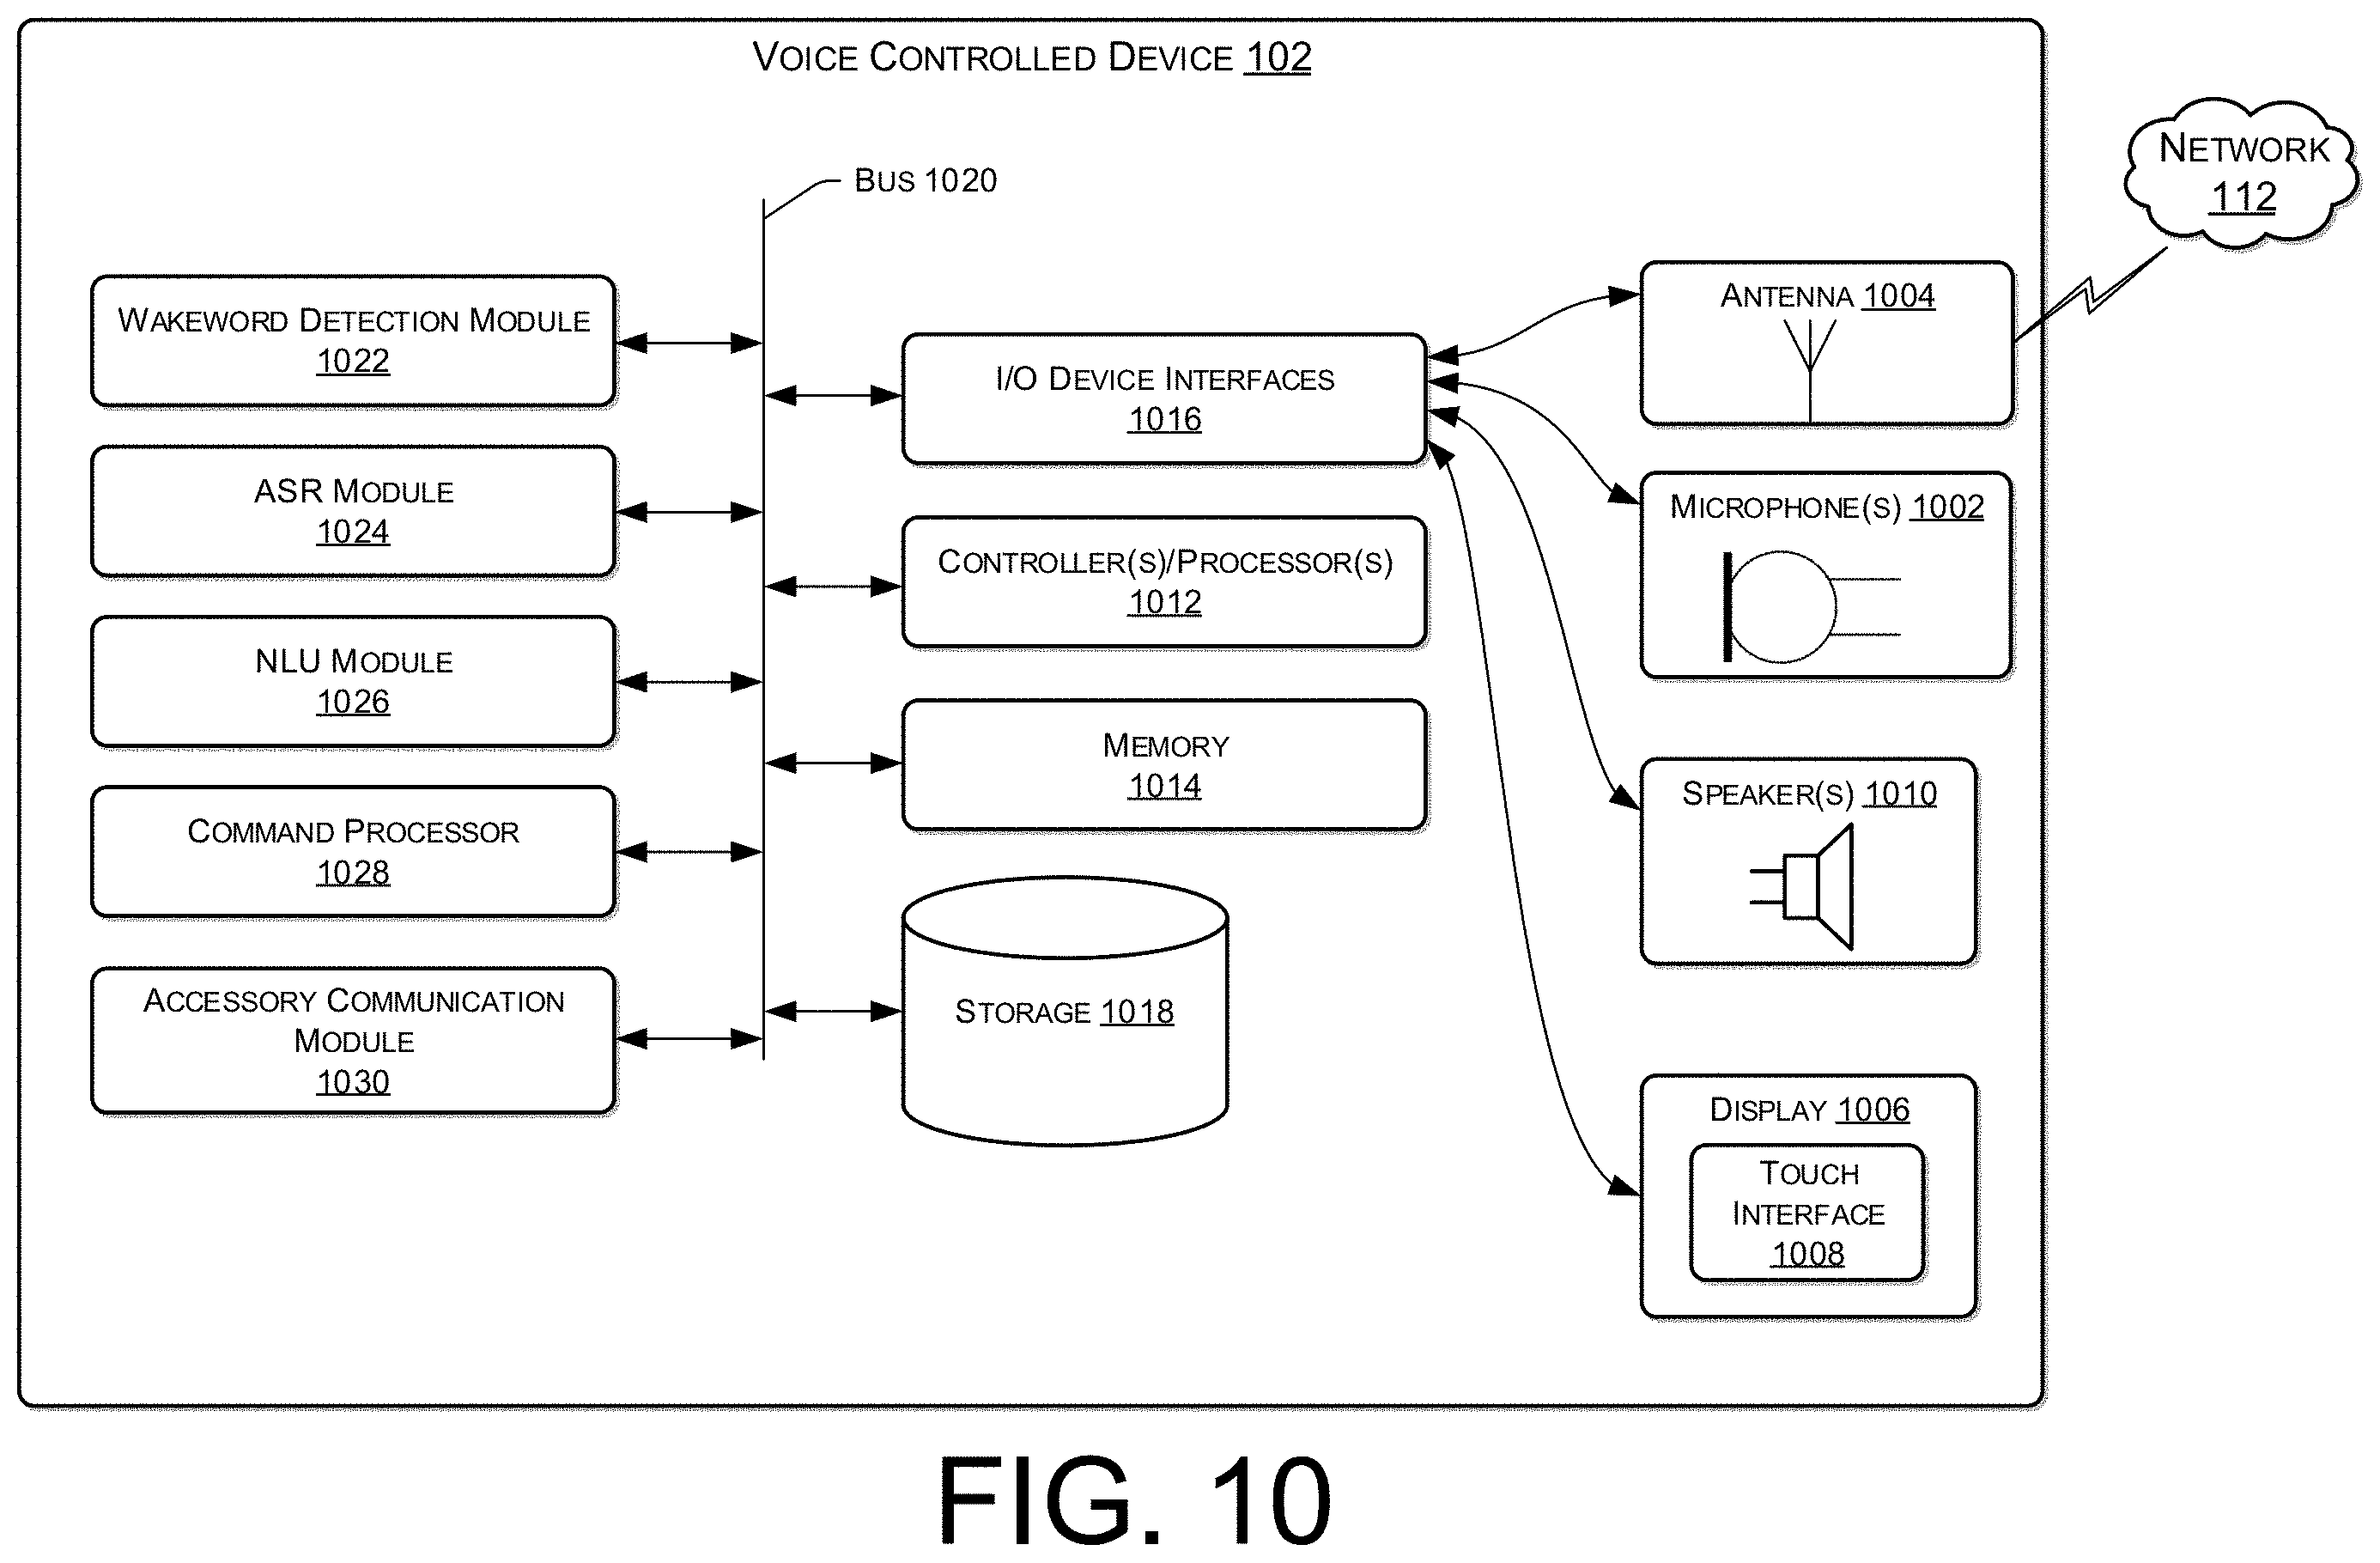 VOICE CONTROLLED DEVICE 102
NETWORK
112
BUS 1020
WAKEWORD DETECTION MODULE
1022
ASR MODULE
1024
NLU MODULE
1026
COMMAND PROCESSOR
1028
ACCESSORY COMMUNICATION
MODULE
1030
I/O DEVICE INTERFACES
1016
CONTROLLER(S)/PROCESSOR(S)
1012
MEMORY
1014
STORAGE 1018
ANTENNA 1004
MICROPHONE(S) 1002
SPEAKER(S) 1010
DISPLAY 1006
TOUCH
INTERFACE
1008
FIG. 10